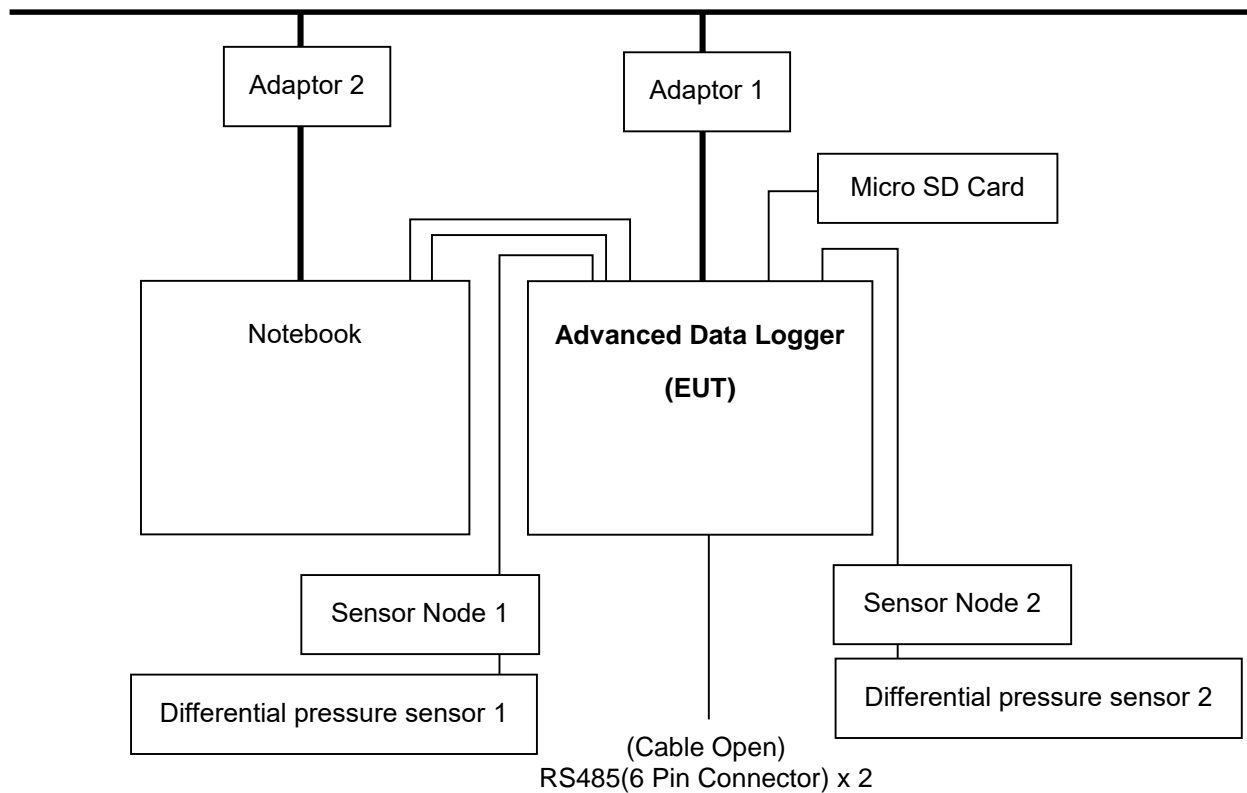 Adaptor 2
Adaptor 1
Micro SD Card
Notebook
Advanced Data Logger
(EUT)
Sensor Node 1
Sensor Node 2
Differential pressure sensor 1
Differential pressure sensor 2
(Cable Open)
RS485(6 Pin Connector) x 2